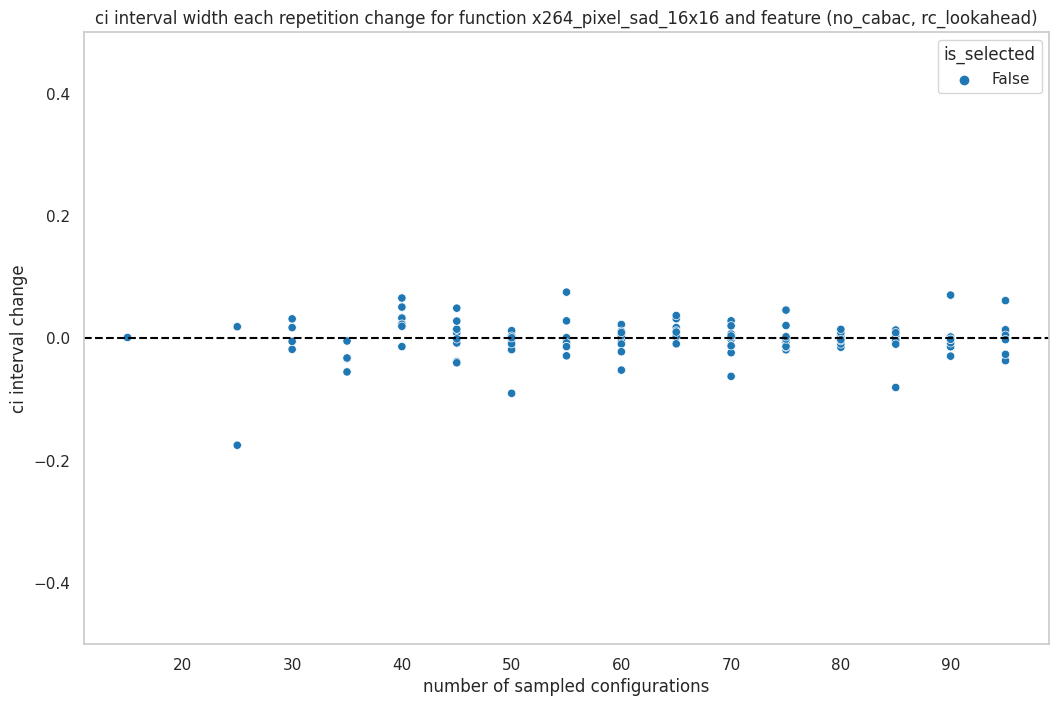 ci interval width each repetition change for function x264_pixel_sad_16x16 and feature (no_cabac, rc_lookahead)
is_selected
False
ci interval change
0.4
0.2
0.0
−0.2
−0.4
20 30 40 50 60 70 80 90
number of sampled configurations